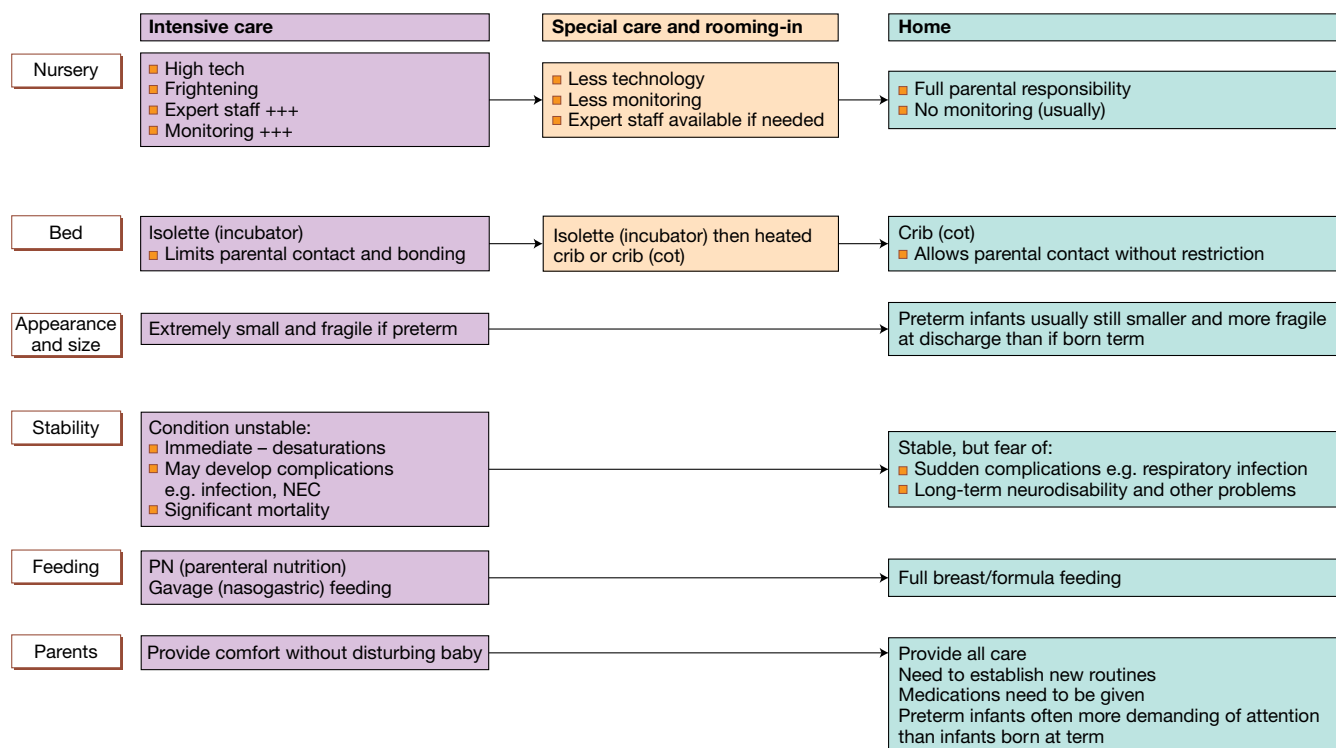 Intensive care
Special care and rooming-in
Home
Nursery
High tech
Frightening
Expert staff +++
Monitoring +++
Less technology
Less monitoring
Expert staff available if needed
Full parental responsibility
No monitoring (usually)
Bed
Isolette (incubator)
Limits parental contact and bonding
Isolette (incubator) then heated
crib or crib (cot)
Crib (cot)
Allows parental contact without restriction
Appearance
and size
Extremely small and fragile if preterm
Preterm infants usually still smaller and more fragile
at discharge than if born term
Stability
Condition unstable:
Immediate – desaturations
May develop complications
e.g. infection, NEC
Significant mortality
Stable, but fear of:
Sudden complications e.g. respiratory infection
Long-term neurodisability and other problems
Feeding
PN (parenteral nutrition)
Gavage (nasogastric) feeding
Full breast/formula feeding
Parents
Provide comfort without disturbing baby
Provide all care
Need to establish new routines
Medications need to be given
Preterm infants often more demanding of attention
than infants born at term